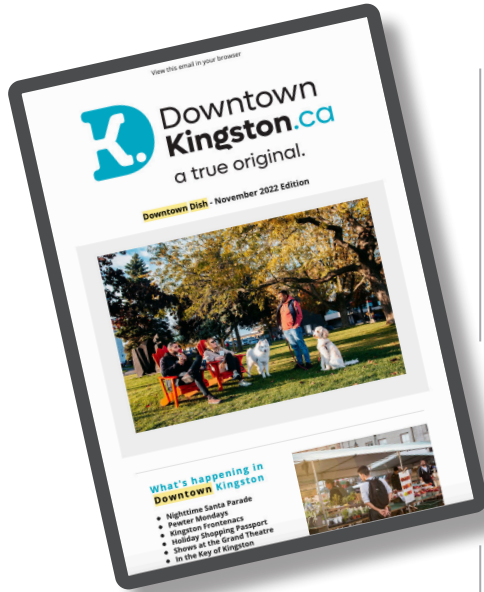 View this email in your browser
K.
Downtown
Kingston.ca
a true original.
Downtown Dish - November 2022 Edition
What's happening in
Downtown Kingston
Nighttime Santa Parade
Pewter Mondays
Kingston Frontenacs
Holiday Shopping Passport
Shows at the Grand Theatre
In the Key of Kingston